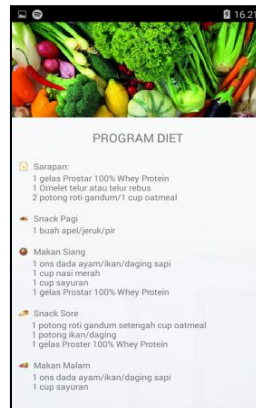 16.21
PROGRAM DIET
Sarapan:
1 gelas Prostar 100% Whey Protein
1 Omelet telur atau telur rebus
2 potong roti gandum/1 cup oatmeal
Snack Pagi
1 buah apel/jeruk/pir
Makan Siang
1 ons dada ayam/ikan/daging sapi
1 cup nasi merah
1 cup sayuran
1 gelas Prostar 100% Whey Protein
Snack Sore
1 potong roti gandum setengah cup oatmeal
1 potong ikan/daging
1 gelas Proster 100% Whey Protein
Makan Malam
1 ons dada ayam/ikan/daging sapi
1 cup sayuran